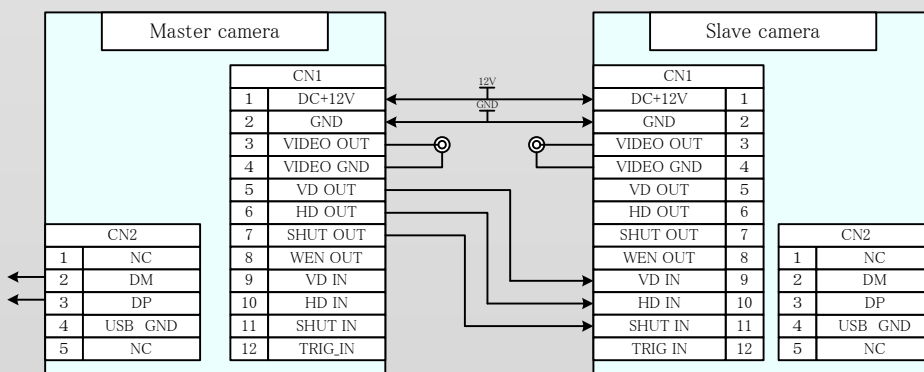 Master camera
CN1
1 DC+12V
2 GND
3 VIDEO OUT
4 VIDEO GND
5 VD OUT
6 HD OUT
7 SHUT OUT
8 WEN OUT
9 VD IN
10 HD IN
11 SHUT IN
12 TRIG_IN
CN2
1 NC
2 DM
3 DP
4 USB GND
5 NC
12V
GND
Slave camera
CN1
DC+12V 1
GND 2
VIDEO OUT 3
VIDEO GND 4
VD OUT 5
HD OUT 6
SHUT OUT 7
WEN OUT 8
VD IN 9
HD IN 10
SHUT IN 11
TRIG IN 12
CN2
1 NC
2 DM
3 DP
4 USB GND
5 NC